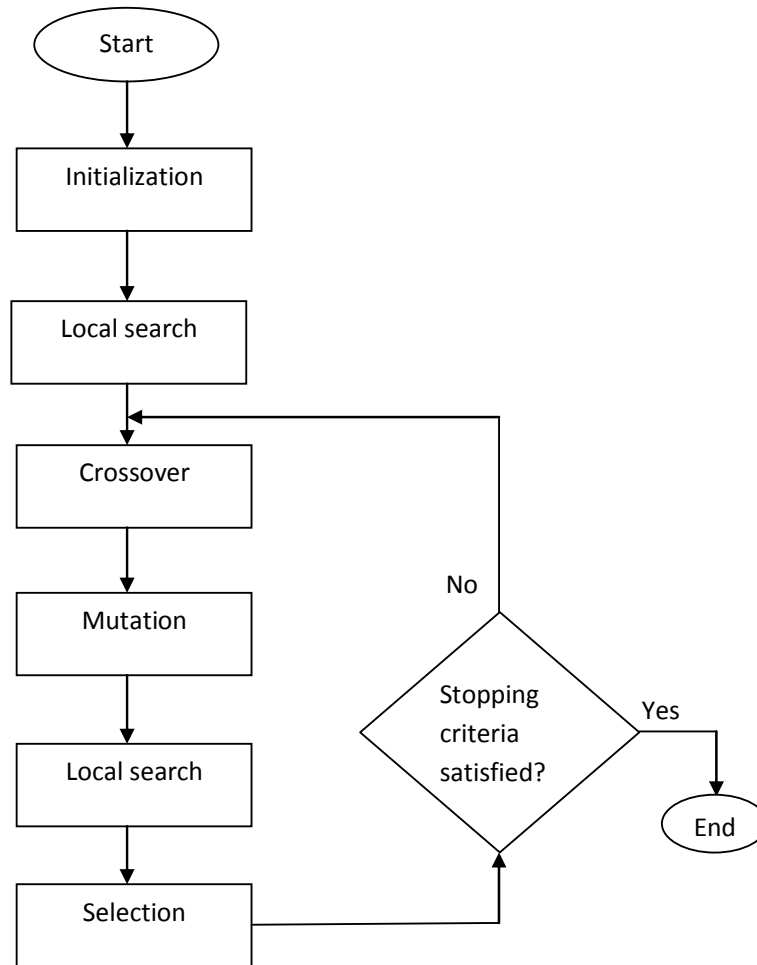 Start
Initialization
Local search
Crossover
Mutation
Local search
Selection
No
Stopping
criteria
satisfied?
Yes
End